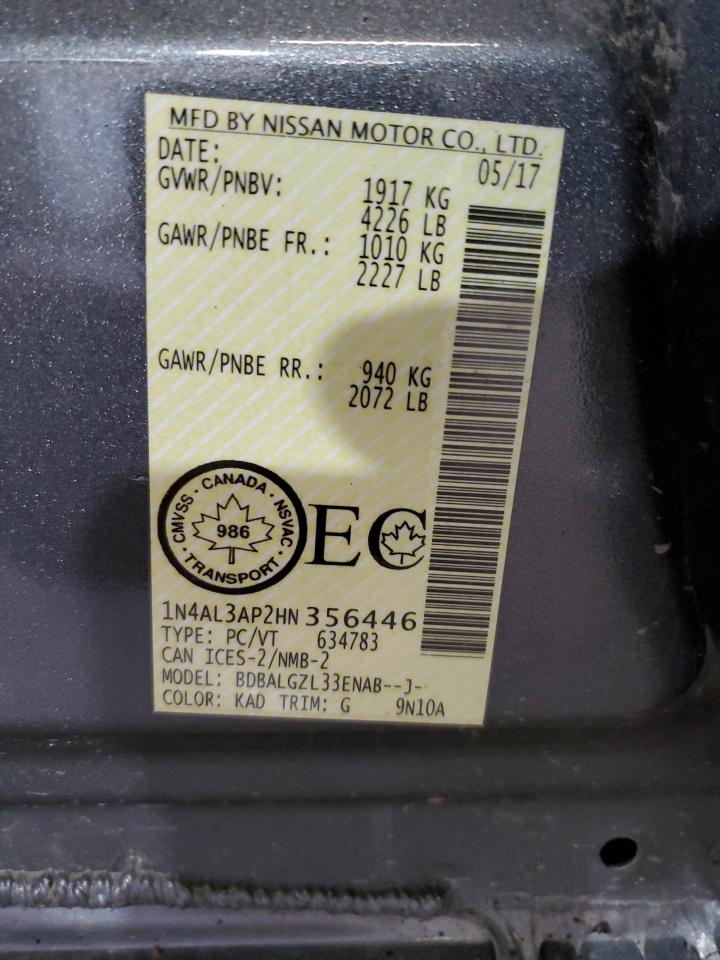 MFD BY NISSAN MOTOR CO., LTD.
DATE: 05/17
GVWR/PNBV: 1917 KG
4226 LB
GAWR/PNBE FR.: 1010 KG
2227 LB
GAWR/PNBE RR.: 940 KG
2072 LB
CMVSS · CANADA · NSVAC · TRANSPORT ·
986
EC
1N4AL3AP2HN356446
TYPE: PC/VT 634783
CAN ICES-2/NMB-2
MODEL: BDBALGZL33ENAB--J-
COLOR: KAD TRIM: G 9N10A